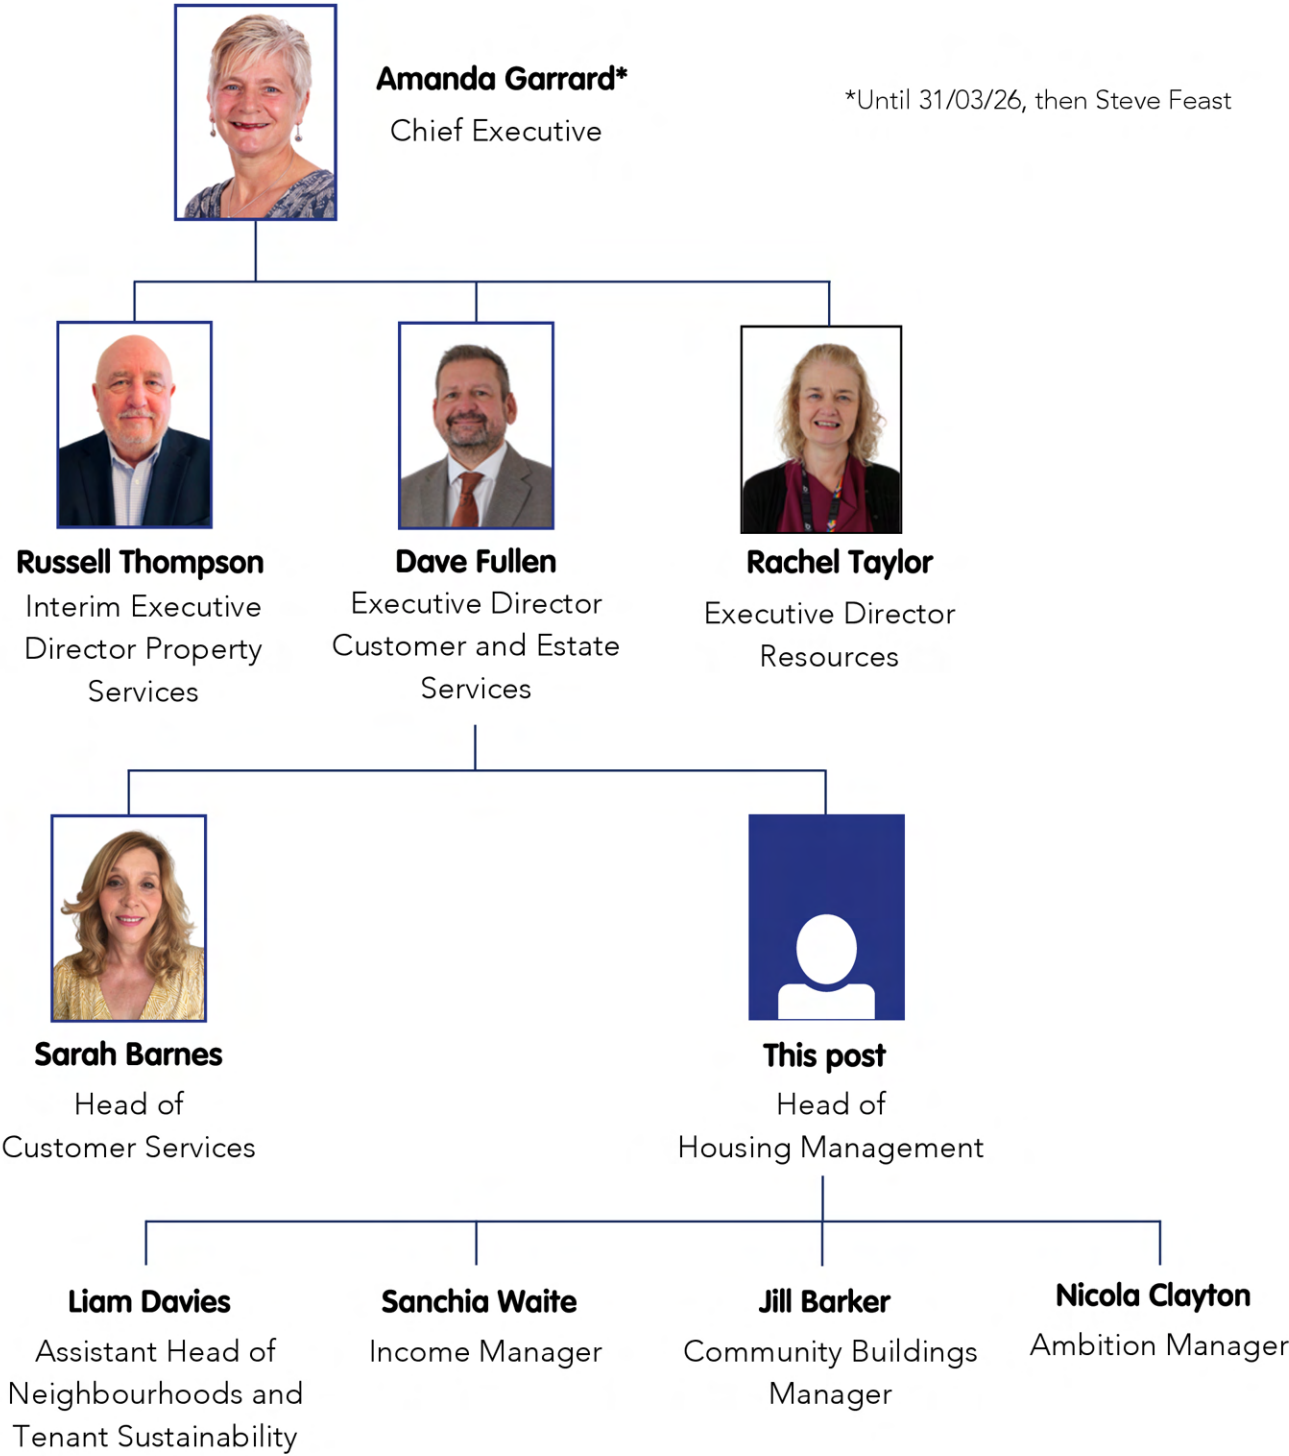 Amanda Garrard*
Chief Executive
*Until 31/03/26, then Steve Feast
Russell Thompson
Interim Executive
Director Property
Services
Dave Fullen
Executive Director
Customer and Estate
Services
Rachel Taylor
Executive Director
Resources
Sarah Barnes
Head of
Customer Services
This post
Head of
Housing Management
Liam Davies
Assistant Head of
Neighbourhoods and
Tenant Sustainability
Sanchia Waite
Income Manager
Jill Barker
Community Buildings
Manager
Nicola Clayton
Ambition Manager